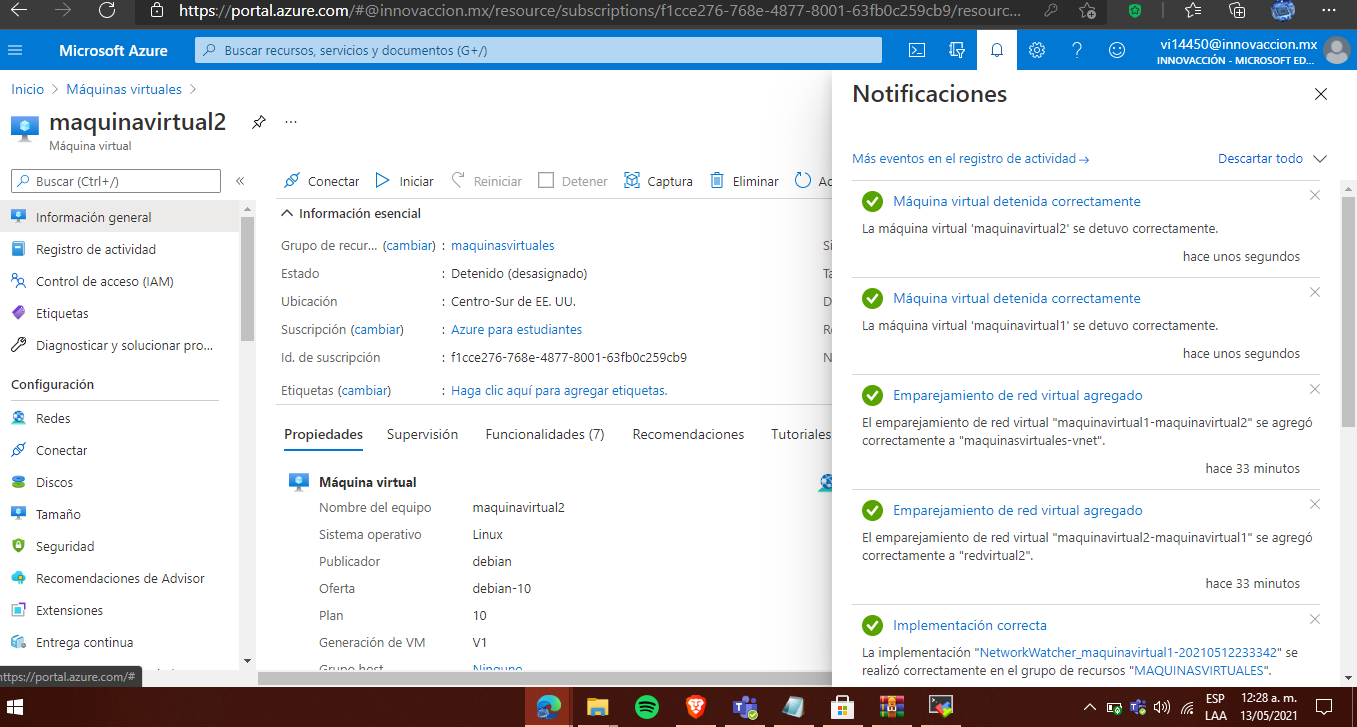 https://portal.azure.com/#@innovaccion.mx/resource/subscriptions/f1cce276-768e-4877-8001-63fb0c259cb9/resourc...
Microsoft Azure
Buscar recursos, servicios y documentos (G+/)
vi14450@innovaccion.mx
INNOVACCIÓN - MICROSOFT ED...
Inicio > Máquinas virtuales >
maquinavirtual2
Máquina virtual
Buscar (Ctrl+/)
Información general
Registro de actividad
Control de acceso (IAM)
Etiquetas
Diagnosticar y solucionar pro...
Configuración
Redes
Conectar
Discos
Tamaño
Seguridad
Recomendaciones de Advisor
Extensiones
Entrega continua
https://portal.azure.com/#
Conectar Iniciar Reiniciar Detener Captura Eliminar Ac
Información esencial
Grupo de recur... (cambiar) : maquinasvirtuales
Estado : Detenido (desasignado)
Ubicación : Centro-Sur de EE. UU.
Suscripción (cambiar) : Azure para estudiantes
Id. de suscripción : f1cce276-768e-4877-8001-63fb0c259cb9
Etiquetas (cambiar) : Haga clic aquí para agregar etiquetas.
Propiedades Supervisión Funcionalidades (7) Recomendaciones Tutoriales
Máquina virtual
Nombre del equipo maquinavirtual2
Sistema operativo Linux
Publicador debian
Oferta debian-10
Plan 10
Generación de VM V1
Grupo host Ninguno
Notificaciones
Más eventos en el registro de actividad → Descartar todo
Máquina virtual detenida correctamente
La máquina virtual 'maquinavirtual2' se detuvo correctamente.
hace unos segundos
Máquina virtual detenida correctamente
La máquina virtual 'maquinavirtual1' se detuvo correctamente.
hace unos segundos
Emparejamiento de red virtual agregado
El emparejamiento de red virtual "maquinavirtual1-maquinavirtual2" se agregó
correctamente a "maquinasvirtuales-vnet".
hace 33 minutos
Emparejamiento de red virtual agregado
El emparejamiento de red virtual "maquinavirtual2-maquinavirtual1" se agregó
correctamente a "redvirtual2".
hace 33 minutos
Implementación correcta
La implementación "NetworkWatcher_maquinavirtual1-20210512233342" se
realizó correctamente en el grupo de recursos "MAQUINASVIRTUALES".
ESP
LAA
12:28 a. m.
13/05/2021